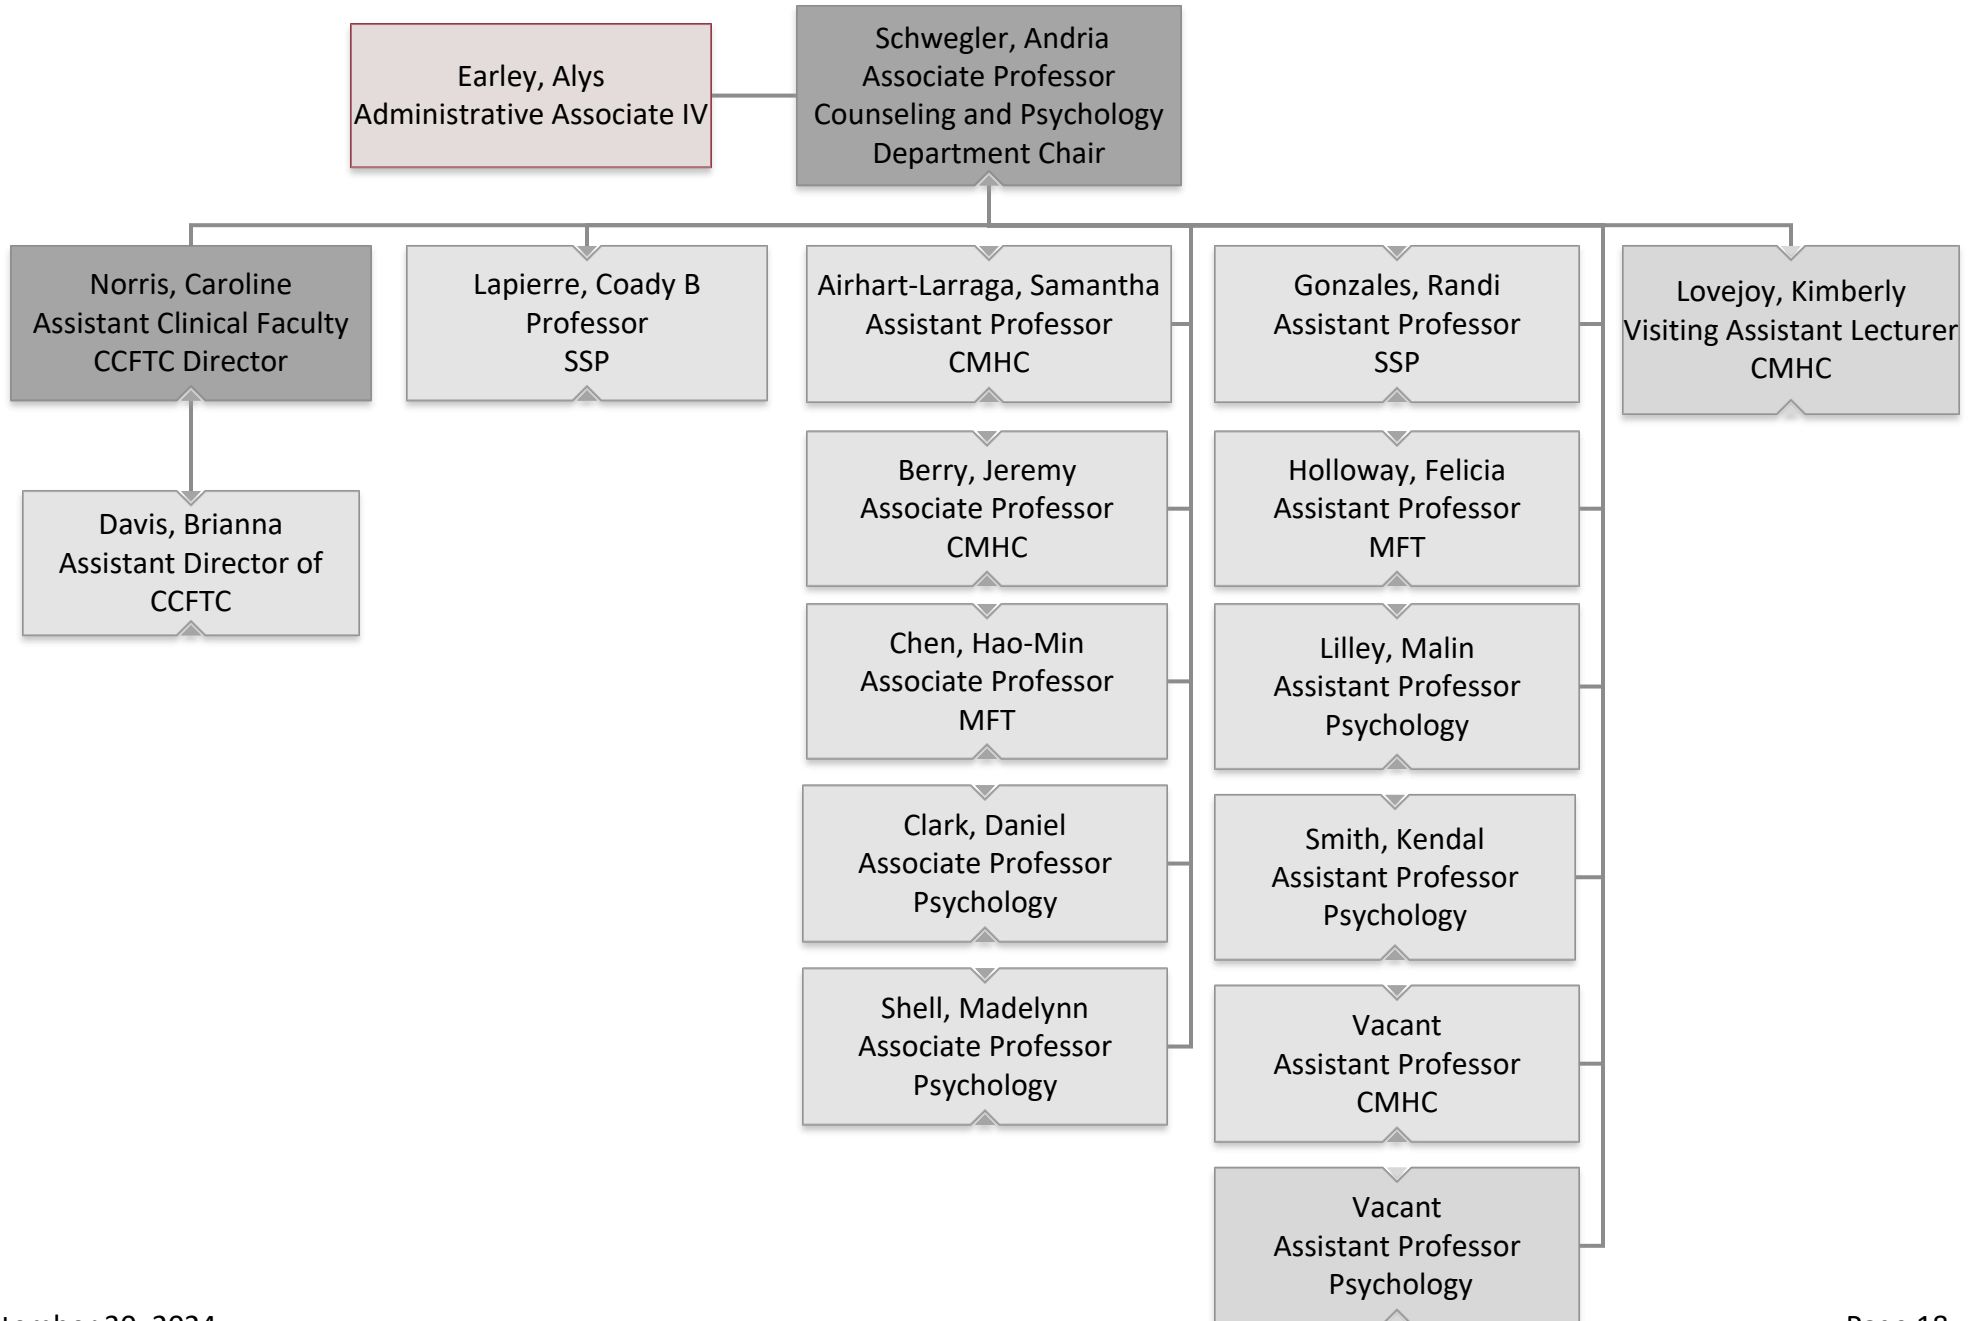 Earley, Alys
Administrative Associate IV
Schwegler, Andria
Associate Professor
Counseling and Psychology
Department Chair
Norris, Caroline
Assistant Clinical Faculty
CCFTC Director
Davis, Brianna
Assistant Director of
CCFTC
Lapierre, Coady B
Professor
SSP
Airhart-Larraga, Samantha
Assistant Professor
CMHC
Berry, Jeremy
Associate Professor
CMHC
Chen, Hao-Min
Associate Professor
MFT
Clark, Daniel
Associate Professor
Psychology
Shell, Madelynn
Associate Professor
Psychology
Gonzales, Randi
Assistant Professor
SSP
Holloway, Felicia
Assistant Professor
MFT
Lilley, Malin
Assistant Professor
Psychology
Smith, Kendal
Assistant Professor
Psychology
Vacant
Assistant Professor
CMHC
Vacant
Assistant Professor
Psychology
Lovejoy, Kimberly
Visiting Assistant Lecturer
CMHC